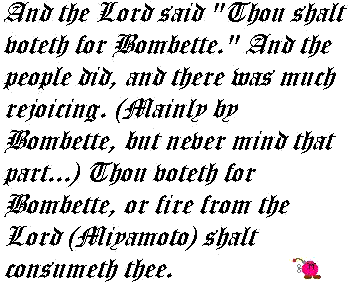 And the Lord said "Thou shalt
voteth for Bombette." And the
people did, and there was much
rejoicing. (Mainly by
Bombette, but never mind that
part...) Thou voteth for
Bombette, or fire from the
Lord (Miyamoto) shalt
consumeth thee.